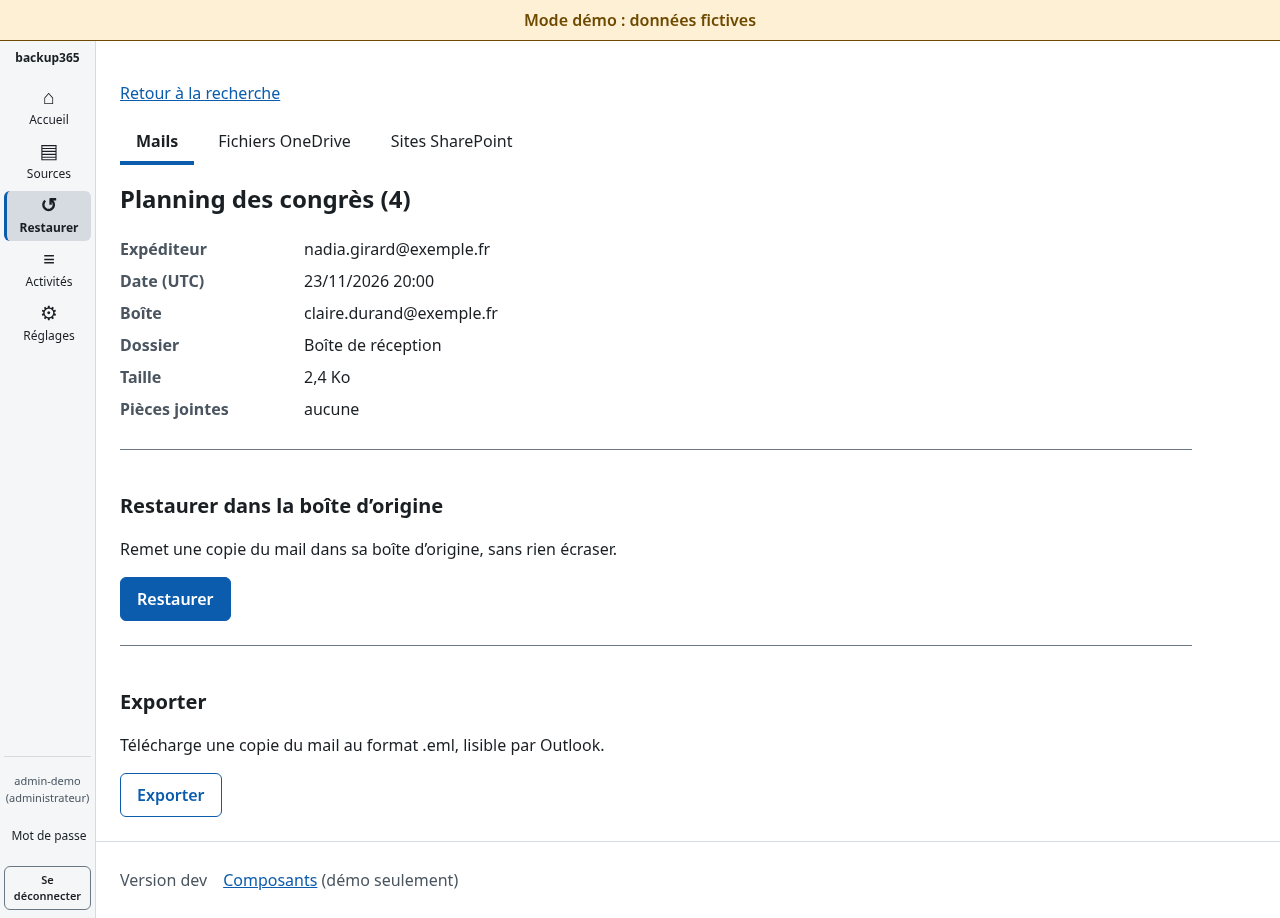 Mode démo : données fictives
backup365
Accueil
Sources
Restaurer
Activités
Réglages
admin-demo
(administrateur)
Mot de passe
Se
déconnecter
Retour à la recherche
Mails Fichiers OneDrive Sites SharePoint
Planning des congrès (4)
Expéditeur nadia.girard@exemple.fr
Date (UTC) 23/11/2026 20:00
Boîte claire.durand@exemple.fr
Dossier Boîte de réception
Taille 2,4 Ko
Pièces jointes aucune
Restaurer dans la boîte d’origine
Remet une copie du mail dans sa boîte d’origine, sans rien écraser.
Restaurer
Exporter
Télécharge une copie du mail au format .eml, lisible par Outlook.
Exporter
Version dev Composants (démo seulement)